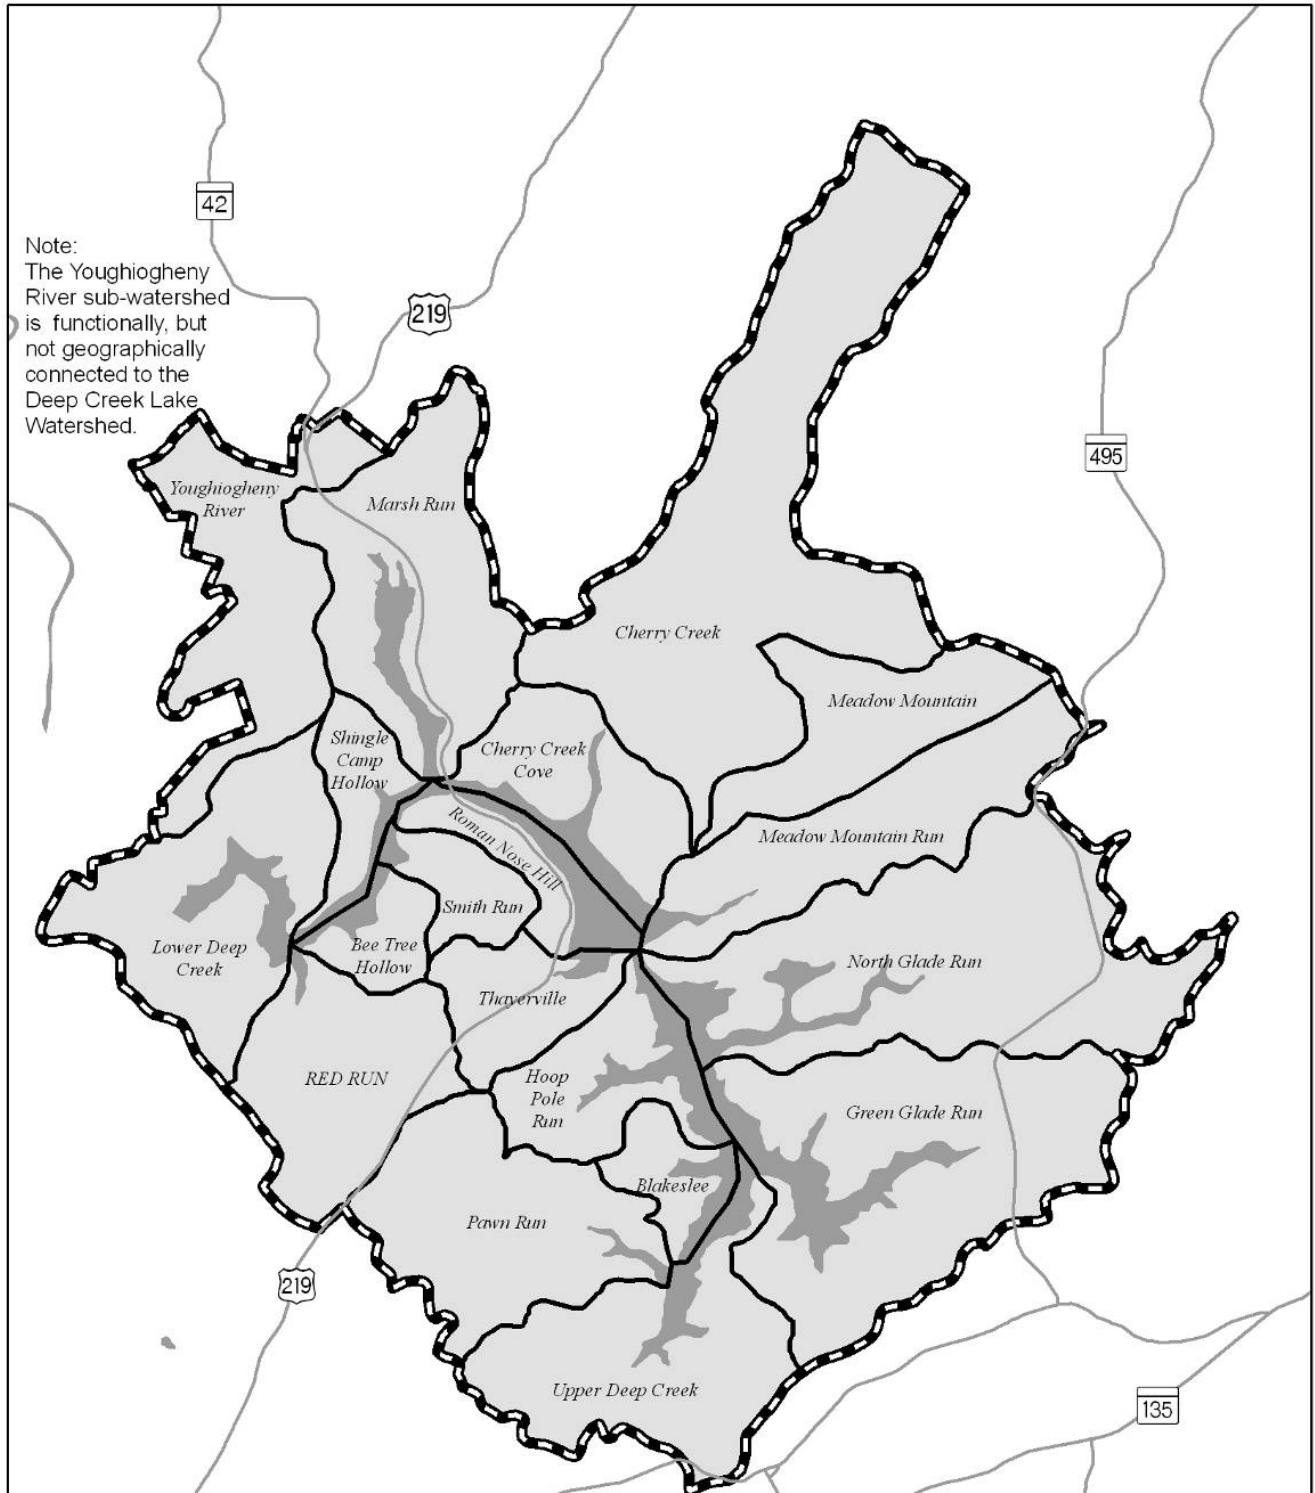 42
Note:
The Youghiogheny
River sub-watershed
is functionally, but
not geographically
connected to the
Deep Creek Lake
Watershed.
219
495
Youghiogheny
River
Marsh Run
Cherry Creek
Meadow Mountain
Shingle
Camp
Hollow
Cherry Creek
Cove
Roman Nose Hill
Meadow Mountain Run
Smith Run
Lower Deep
Creek
Bee Tree
Hollow
North Glade Run
Thayerville
RED RUN
Hoop
Pole
Run
Green Glade Run
Blakeslee
Pawn Run
219
Upper Deep Creek
135